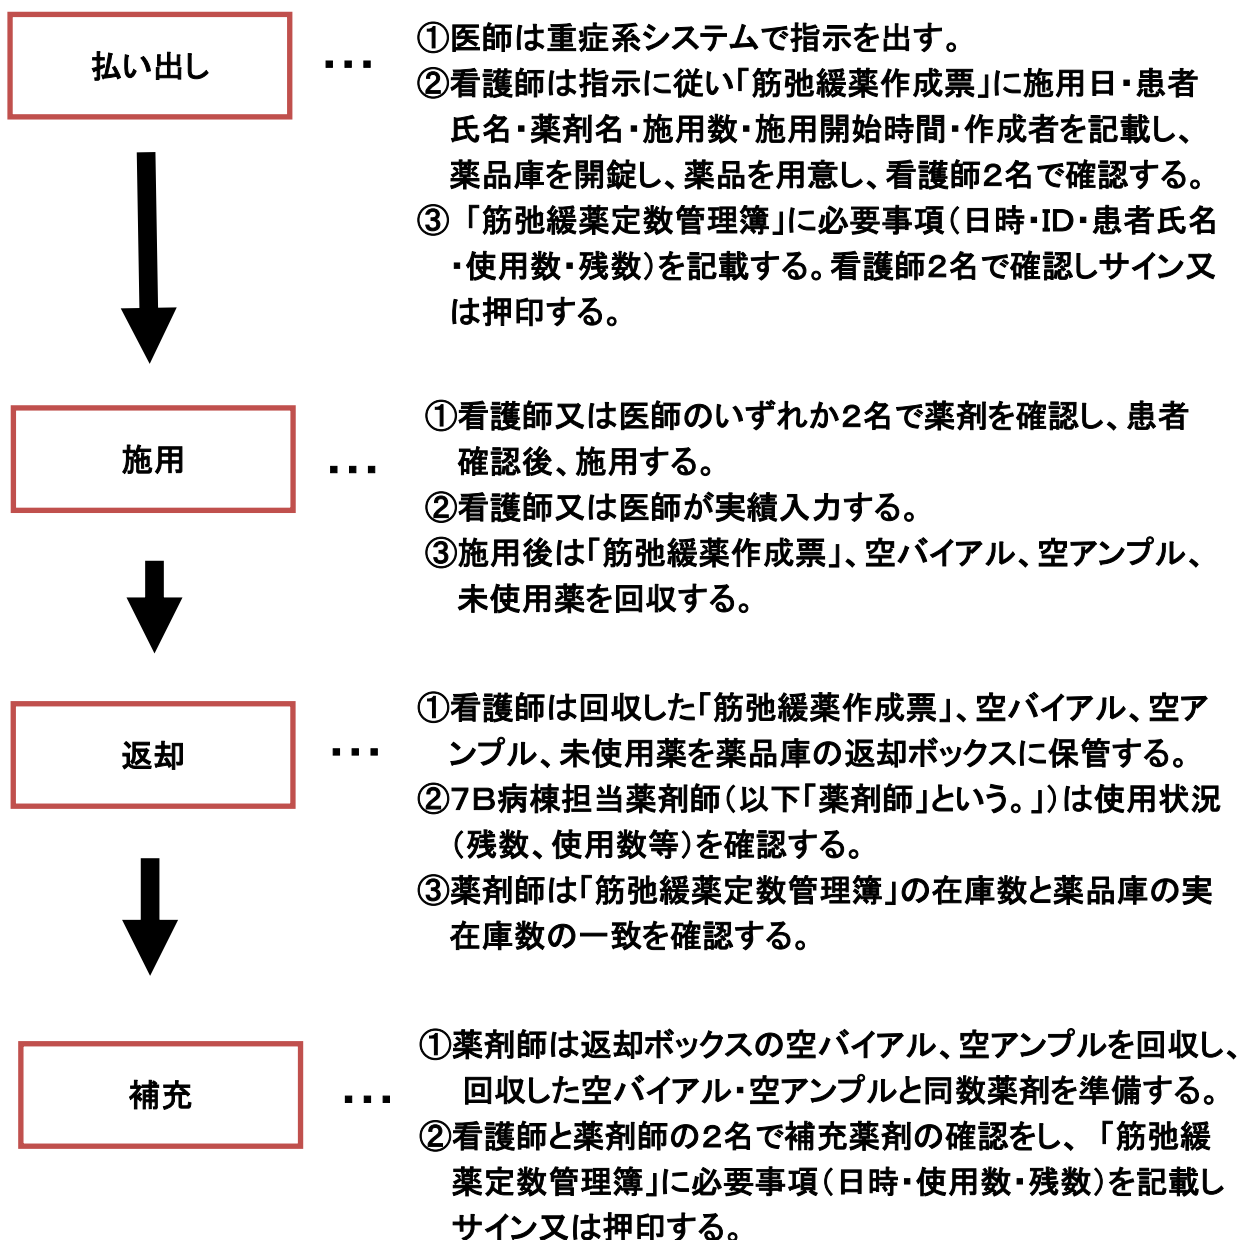 払い出し
・・・
①医師は重症系システムで指示を出す。
②看護師は指示に従い「筋弛緩薬作成票」に施用日・患者
氏名・薬剤名・施用数・施用開始時間・作成者を記載し、
薬品庫を開錠し、薬品を用意し、看護師2名で確認する。
③「筋弛緩薬定数管理簿」に必要事項(日時・ID・患者氏名
・使用数・残数)を記載する。看護師2名で確認しサイン又
は押印する。
施用
・・・
①看護師又は医師のいずれか2名で薬剤を確認し、患者
確認後、施用する。
②看護師又は医師が実績入力する。
③施用後は「筋弛緩薬作成票」、空バイアル、空アンプル、
未使用薬を回収する。
返却
・・・
①看護師は回収した「筋弛緩薬作成票」、空バイアル、空ア
ンプル、未使用薬を薬品庫の返却ボックスに保管する。
②7B病棟担当薬剤師(以下「薬剤師」という。」)は使用状況
(残数、使用数等)を確認する。
③薬剤師は「筋弛緩薬定数管理簿」の在庫数と薬品庫の実
在庫数の一致を確認する。
補充
・・・
①薬剤師は返却ボックスの空バイアル、空アンプルを回収し、
回収した空バイアル・空アンプルと同数薬剤を準備する。
②看護師と薬剤師の2名で補充薬剤の確認をし、「筋弛緩
薬定数管理簿」に必要事項(日時・使用数・残数)を記載し
サイン又は押印する。